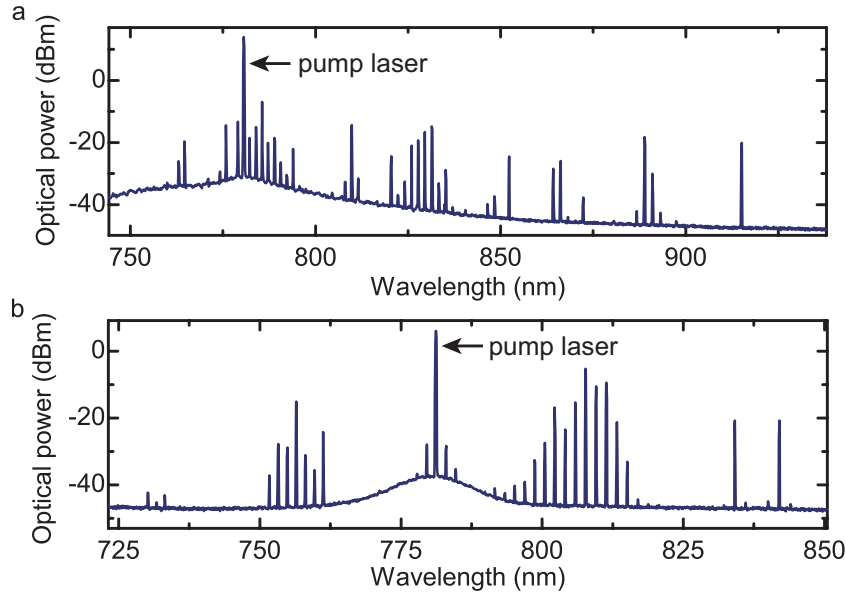 a
Optical power (dBm)
0
-20
-40
pump laser
750 800 850 900
Wavelength (nm)
b
Optical power (dBm)
0
-20
-40
pump laser
725 750 775 800 825 850
Wavelength (nm)